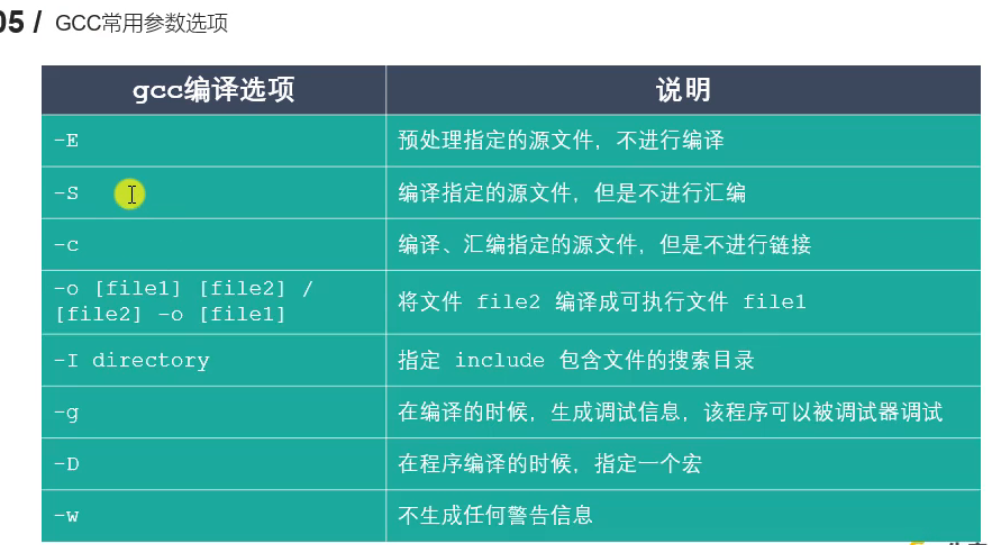 05 / GCC常用参数选项
gcc编译选项 说明
-E 预处理指定的源文件，不进行编译
-S 编译指定的源文件，但是不进行汇编
-c 编译、汇编指定的源文件，但是不进行链接
-o [file1] [file2] /
[file2] -o [file1]
将文件 file2 编译成可执行文件 file1
-I directory 指定 include 包含文件的搜索目录
-g 在编译的时候，生成调试信息，该程序可以被调试器调试
-D 在程序编译的时候，指定一个宏
-w 不生成任何警告信息